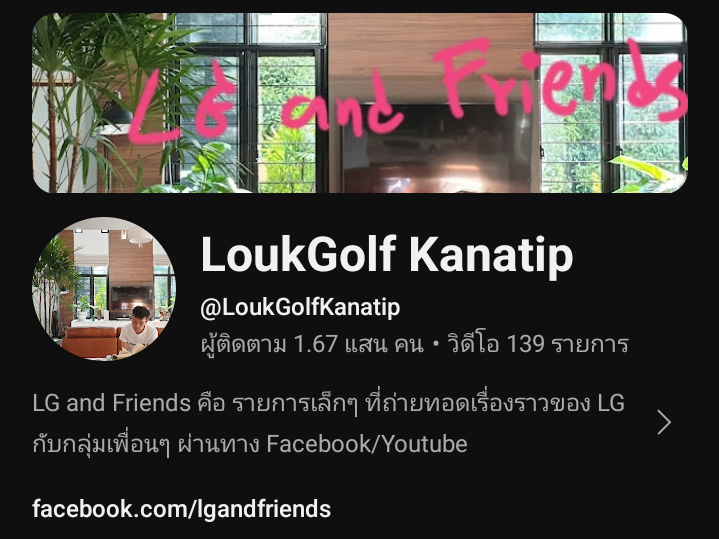 LG and Friends
LoukGolf Kanatip
@LoukGolfKanatip
ผู้ติดตาม 1.67 แสน คน • วิดีโอ 139 รายการ
LG and Friends คือ รายการเล็กๆ ที่ถ่ายทอดเรื่องราวของ LG
กับกลุ่มเพื่อนๆ ผ่านทาง Facebook/Youtube
facebook.com/lgandfriends